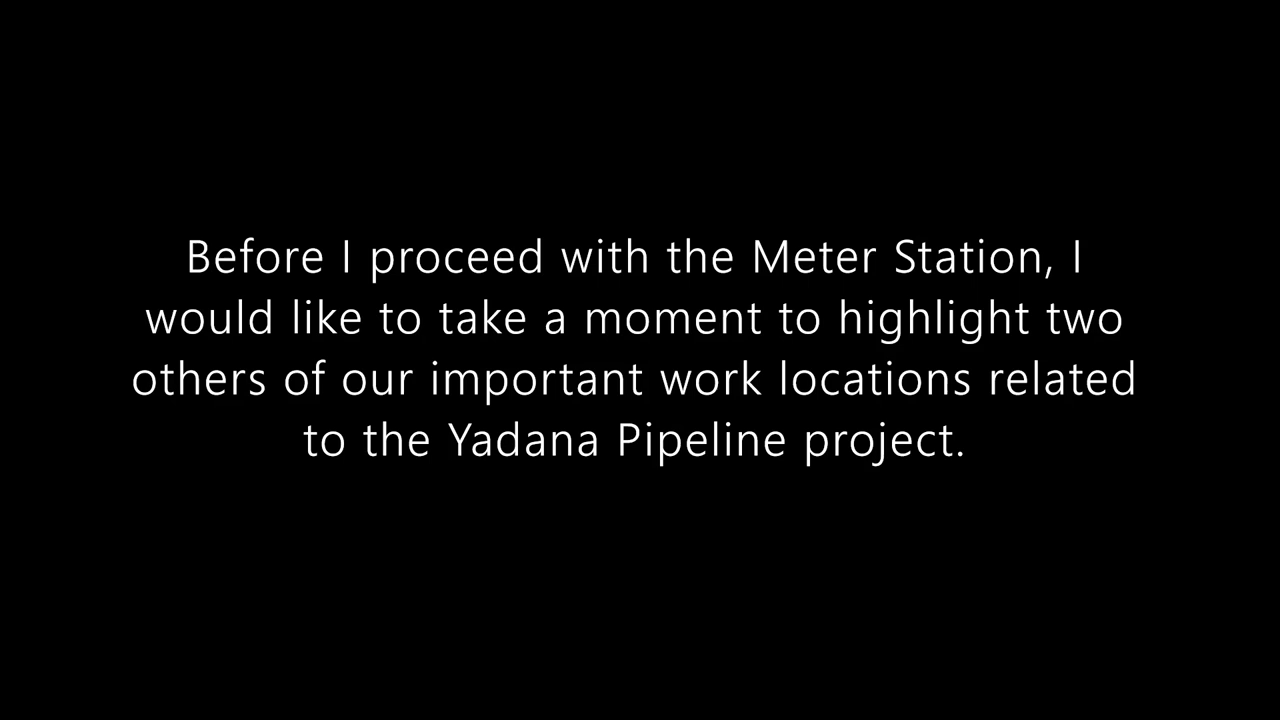 Before I proceed with the Meter Station, I
would like to take a moment to highlight two
others of our important work locations related
to the Yadana Pipeline project.